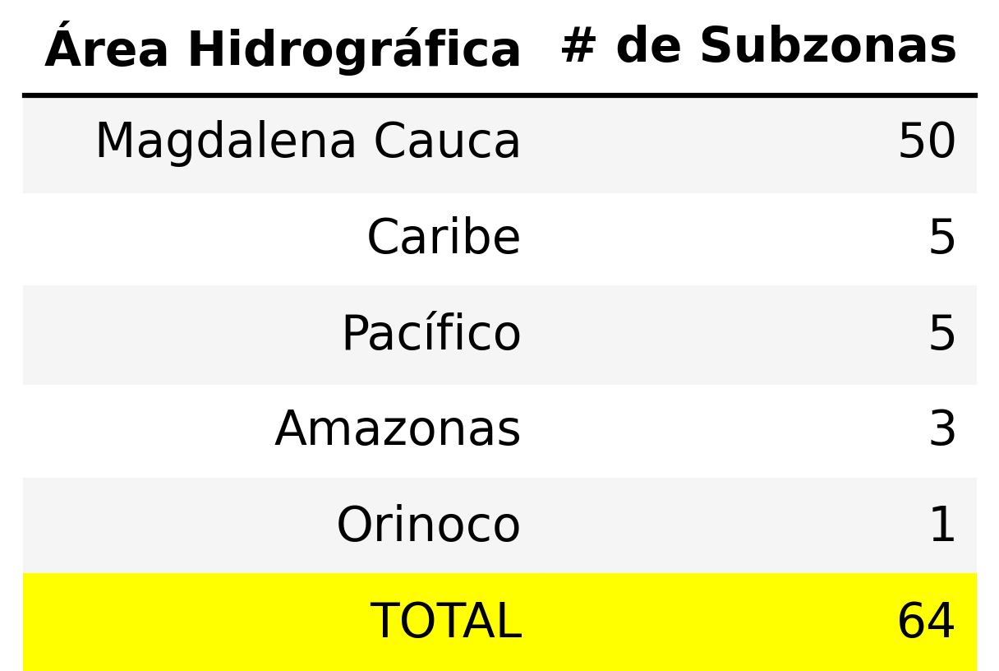 Área Hidrográfica # de Subzonas
Magdalena Cauca 50
Caribe 5
Pacífico 5
Amazonas 3
Orinoco 1
TOTAL 64